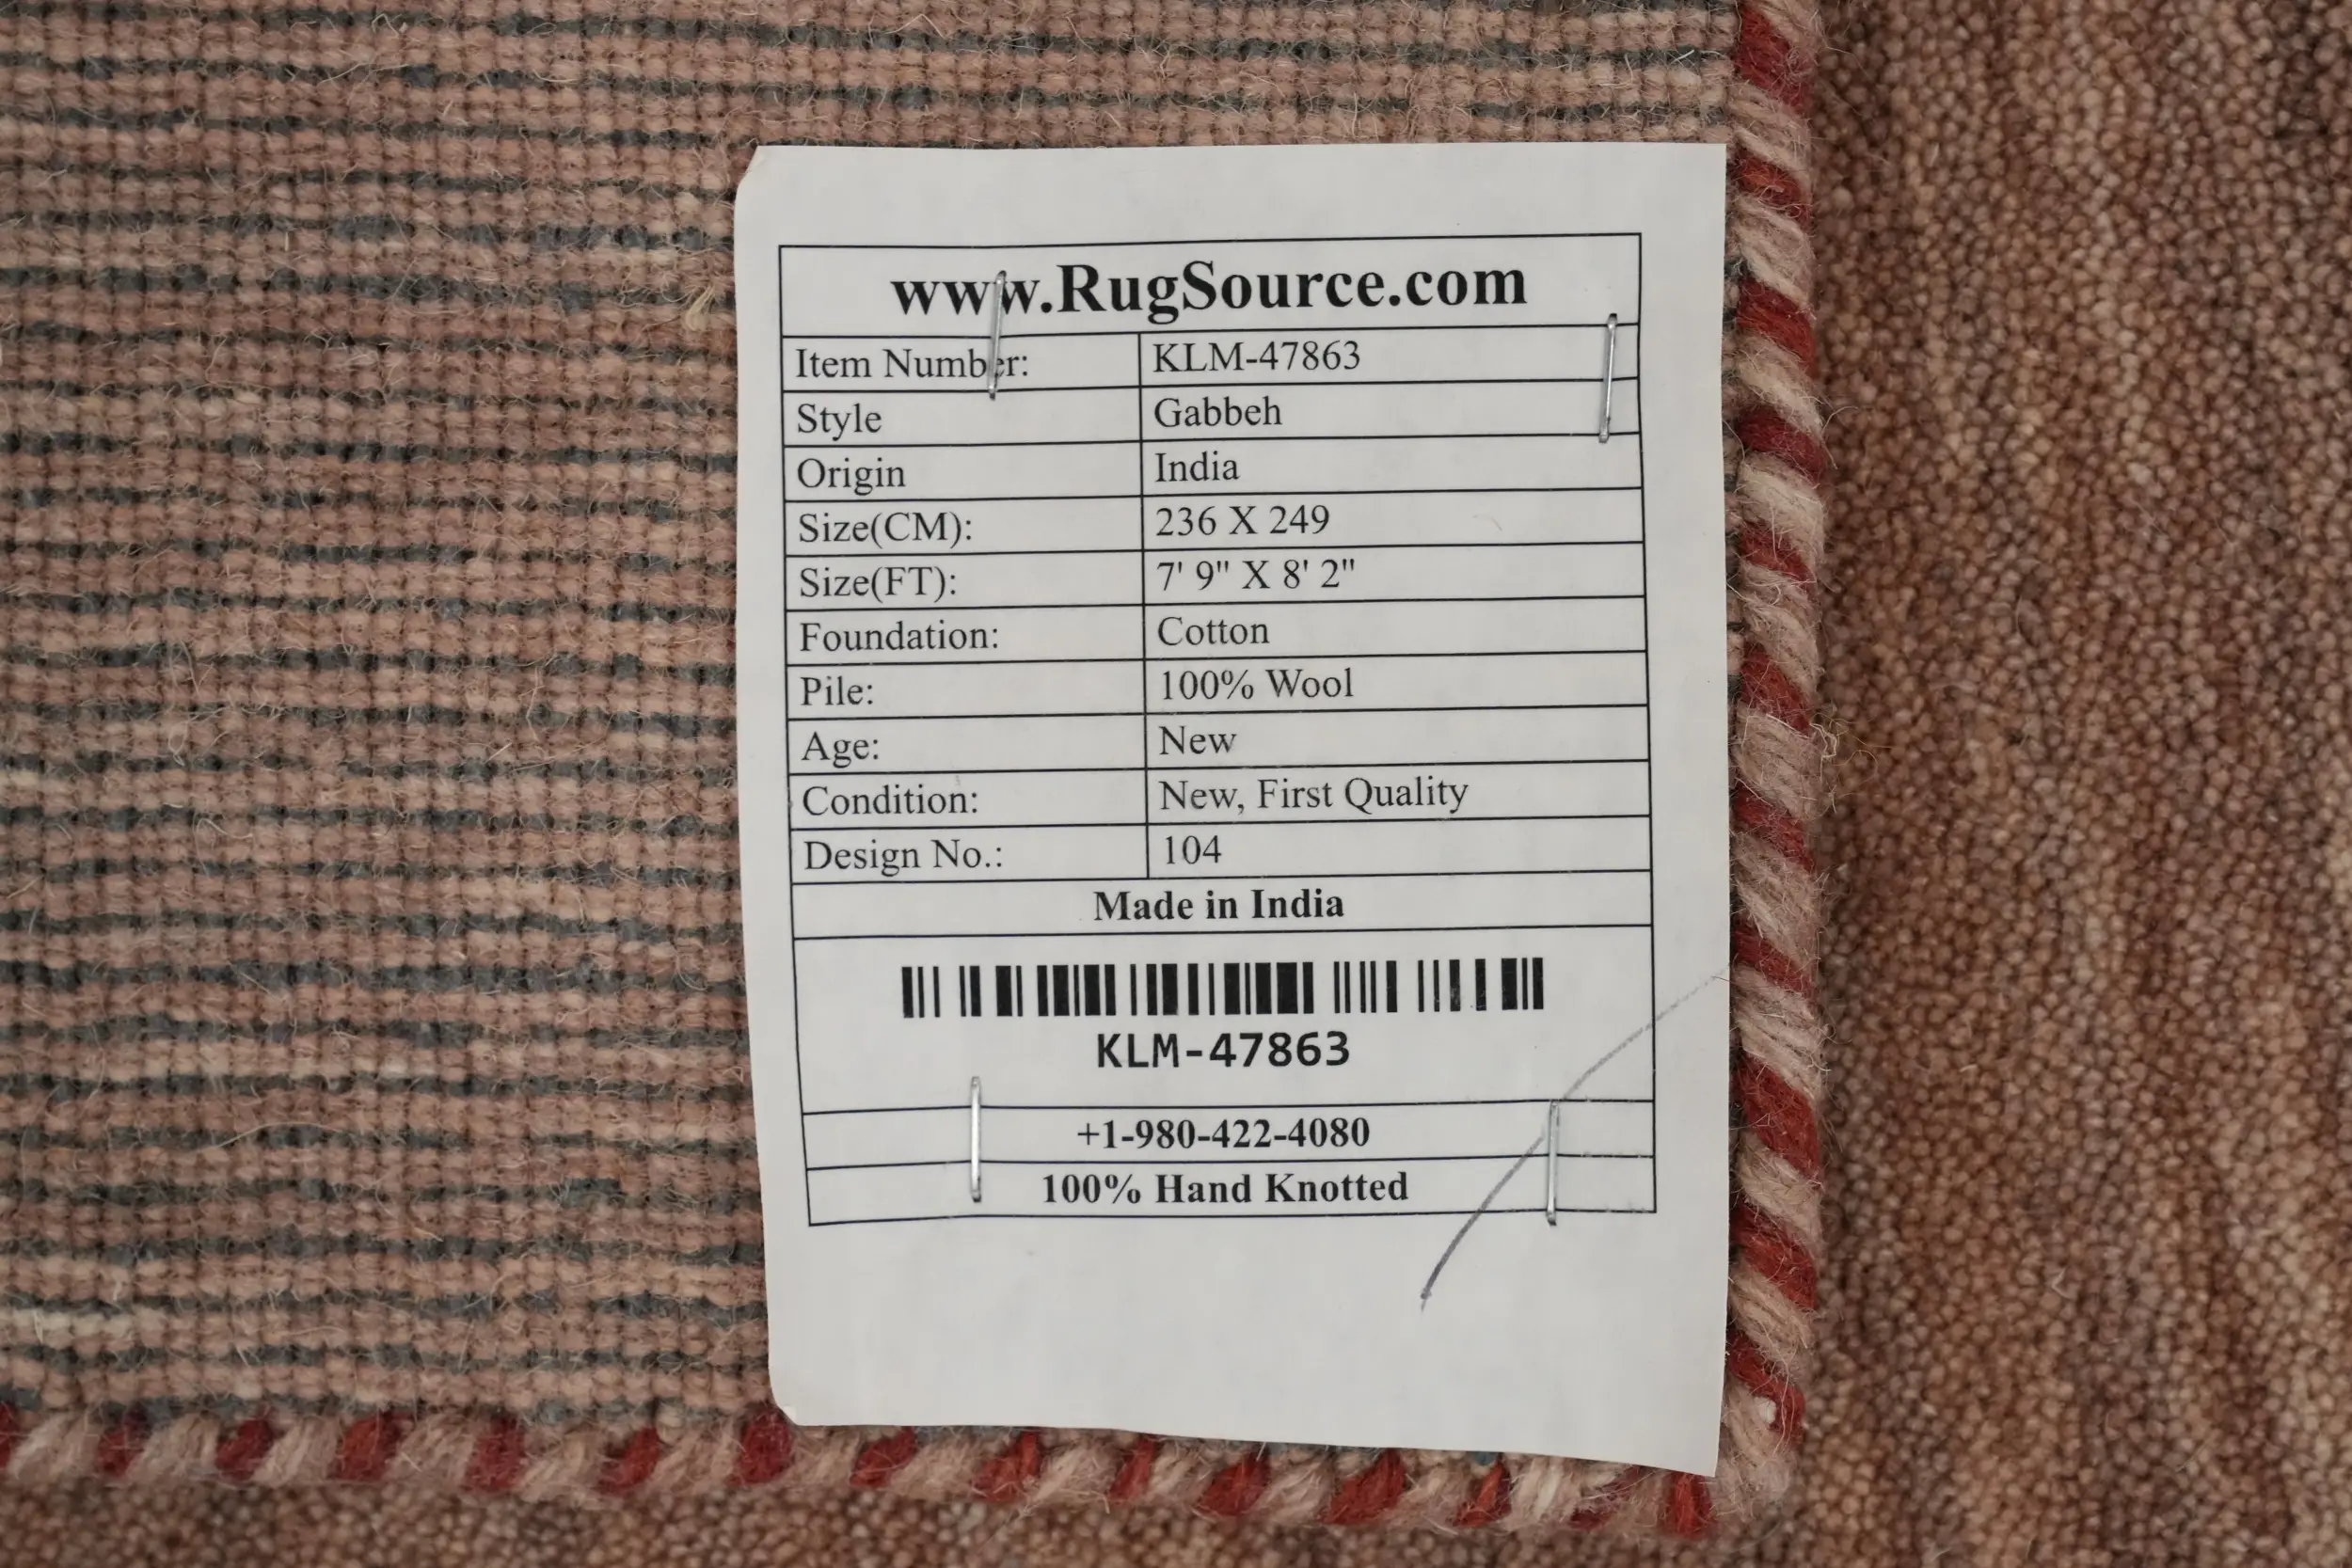 www.RugSource.com
Item Number: KLM-47863
Style Gabbeh
Origin India
Size(CM): 236 X 249
Size(FT): 7' 9" X 8' 2"
Foundation: Cotton
Pile: 100% Wool
Age: New
Condition: New, First Quality
Design No.: 104
Made in India
KLM-47863
+1-980-422-4080
100% Hand Knotted